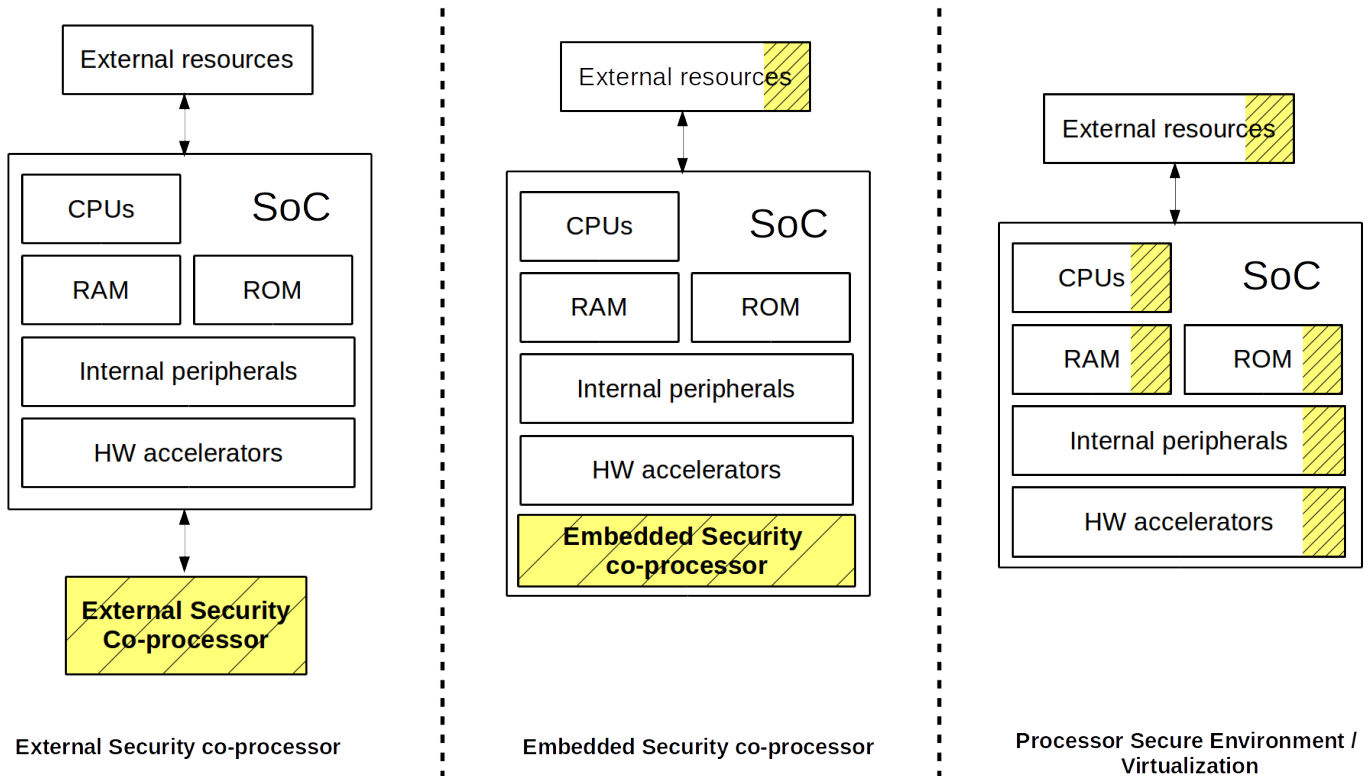 External resources
CPUs
SoC
RAM
ROM
Internal peripherals
HW accelerators
External Security
Co-processor
External Security co-processor
External resources
CPUs
SoC
RAM
ROM
Internal peripherals
HW accelerators
Embedded Security
co-processor
Embedded Security co-processor
External resources
CPUs
SoC
RAM
ROM
Internal peripherals
HW accelerators
Processor Secure Environment /
Virtualization